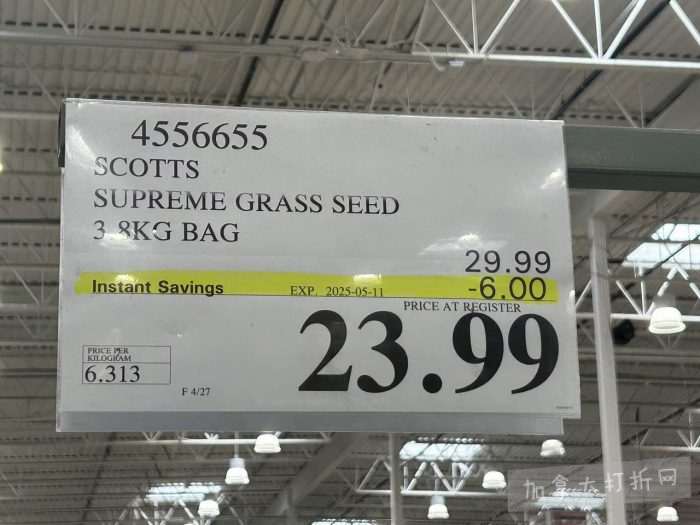 4556655
SCOTTS
SUPREME GRASS SEED
3.8KG BAG
29.99
Instant Savings EXP. 2025-05-11 -6.00
PRICE AT REGISTER
23.99
PRICE PER
KILOGRAM
6.313
F 4/27
加拿大打折网